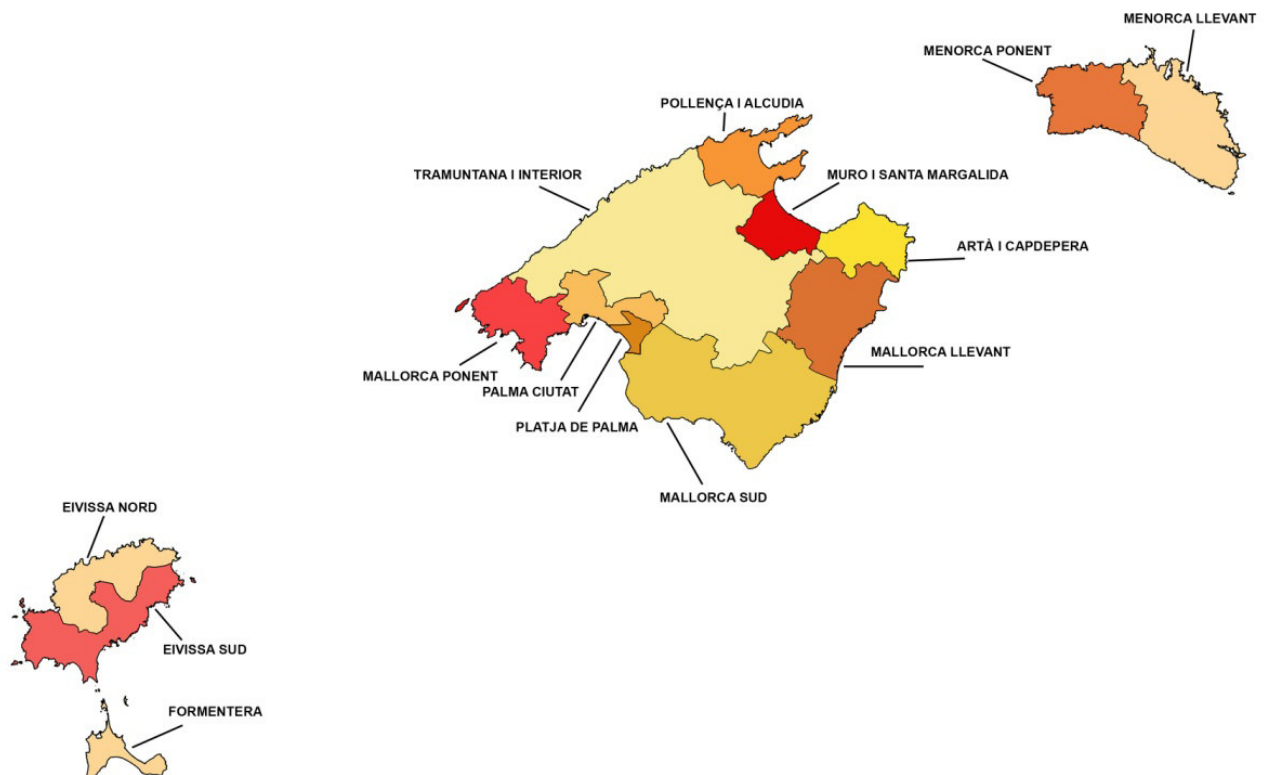 MENORCA LLEVANT
MENORCA PONENT
POLLENÇA I ALCUDIA
TRAMUNTANA I INTERIOR
MURO I SANTA MARGALIDA
ARTÀ I CAPDEPERA
MALLORCA LLEVANT
MALLORCA PONENT
PALMA CIUTAT
PLATJA DE PALMA
MALLORCA SUD
EIVISSA NORD
EIVISSA SUD
FORMENTERA